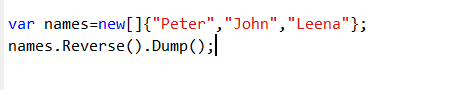 var names=new[]{"Peter","John","Leena"};
names.Reverse().Dump();